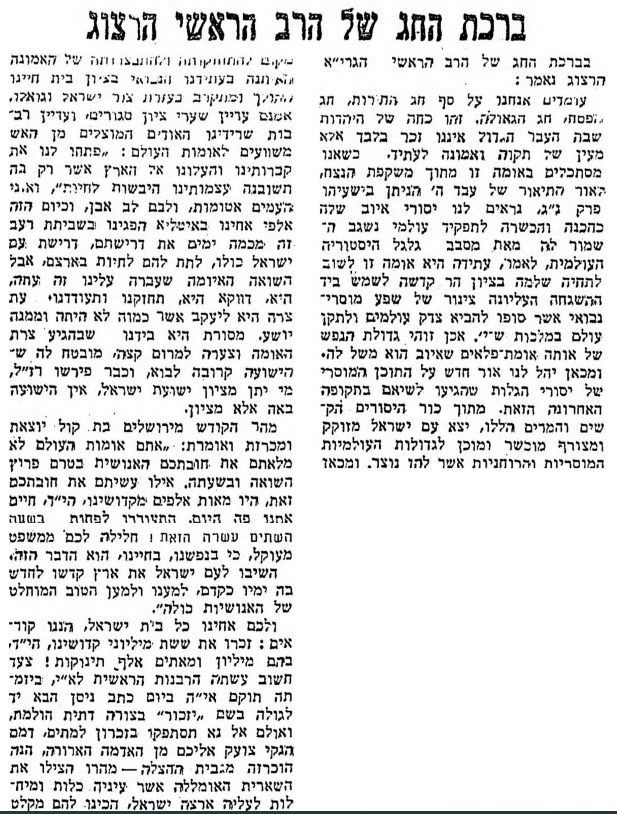 ברכת החג של הרב הראשי הרצוג
בברכת החג של הרב הראשי הגרי״א
הרצוג נאמר:
עומדים אנחנו על סף חג החירות, חג
הפסח, חג הגאולה. זהו כחה של היהדות
שבה העבר הגדול איננו זכר בלבד אלא
מעין של תקוה ואמונה לעתיד. כשאנו
מסתכלים באומה זו מתוך משקפת הנצח,
לאור התיאור של עבד ה׳ הניתן בישעיהו
פרק נ״ג, נראים לנו יסורי איוב שלה
כהכנה והכשרה לתפקיד עולמי נשגב ה־
שמור לה מאת מסבב גלגל היסטוריה
העולמית, לאמר, עתידה היא אומה זו לשוב
לתחיה שלמה בציון הר קדשה לשמש ביד
ההשגחה העליונה צינור של שפע מוסרי־
נבואי אשר סופו להביא צדק עולמים ולתקן
עולם במלכות ש־י. אכן זוהי גדולת הנפש
של אותה אומת־פלאים שאיוב הוא משל לה.
ומכאן יהל לנו אור חדש על התוכן המוסרי
של יסורי הגלות שהגיעו לשיאם בתקופה
האחרונה הזאת. מתוך כור היסורים הק־
שים והמרים הללו, יצא עם ישראל מזוקק
ומצורף מוכשר ומוכן לגדולות העולמיות
המוסריות והרוחניות אשר להן נוצר. ומכאן
מקום להתחזקותה ולהתבצרותה של האמונה
האיתנה בעתידנו הנבואי בציון בית חיינו
ההולך ומתקרב בעזרת צור ישראל וגואלו.
אמנם עדיין שערי ציון סגורים, ועדיין רב־
בות שרידינו האודים המוצלים מן האש
משוועים לאומות העולם: „פתחו לנו את
קברותינו והעלונו אל הארץ אשר רק בה
תשובנה עצמותינו היבשות לחיות״, ואזני
העמים אטומות, ולבם לב אבן, וכיום הזה
אלפי אחינו באיטליא הפגינו בשביתת רעב
זה מכמה ימים את דרישתם, דרישת עם
ישראל כולו, לתת להם לחיות בארצם, אבל
השואה האיומה שעברה עלינו זה עתה,
היא, דווקא היא, תחזקנו ותעודדנו. עת
צרה היא ליעקב אשר כמוה לא היתה וממנה
יושע. מסורת היא בידנו שבהגיע צרת
האומה וצערה למרום קצה, מובטח לה ש־
הישועה קרובה לבוא, וכבר פירשו רז״ל,
מי יתן מציון ישועת ישראל, אין הישועה
באה אלא מציון.
מהר הקודש מירושלים בת קול יוצאת
ומכרזת ואומרת: „אתם אומות העולם לא
מלאתם את חובתכם האנושית בטרם פרוץ
השואה ובשעתה. אילו עשיתם את חובתכם
זאת, היו מאות אלפים מקדושינו, הי״ד, חיים
אתנו פה היום. התעוררו לפחות בשעה
השתים עשרה הזאת! חלילה לכם ממשפט
מעוקל, כי בנפשנו, בחיינו, הוא הדבר הזה.
השיבו לעם ישראל את ארץ קדשו לחדש
בה ימיו כקדם, למענו ולמען הטוב המוחלט
של האנושיות כולה״.
ולכם אחינו כל בית ישראל, הננו קור־
אים: זכרו את ששת מיליוני קדושינו, הי״ד,
בהם מיליון ומאתים אלף תינוקות! צעד
חשוב עשתה הרבנות הראשית לא״י, ביזמ־
תה תוקם אי״ה ביום כתב ניסן הבא יד
לגולה בשם „יזכור״ בצורה דתית הולמת,
ואולם אל נא תסתפקו בזכרון למתים, דמם
הנקי צועק אליכם מן האדמה הארורה, הנה
הוכרזה מגבית ההצלה — מהרו הצילו את
השארית האומללה אשר עיניה כלות ומיח־
לות לעליה ארצה ישראל, הכינו להם מקלט